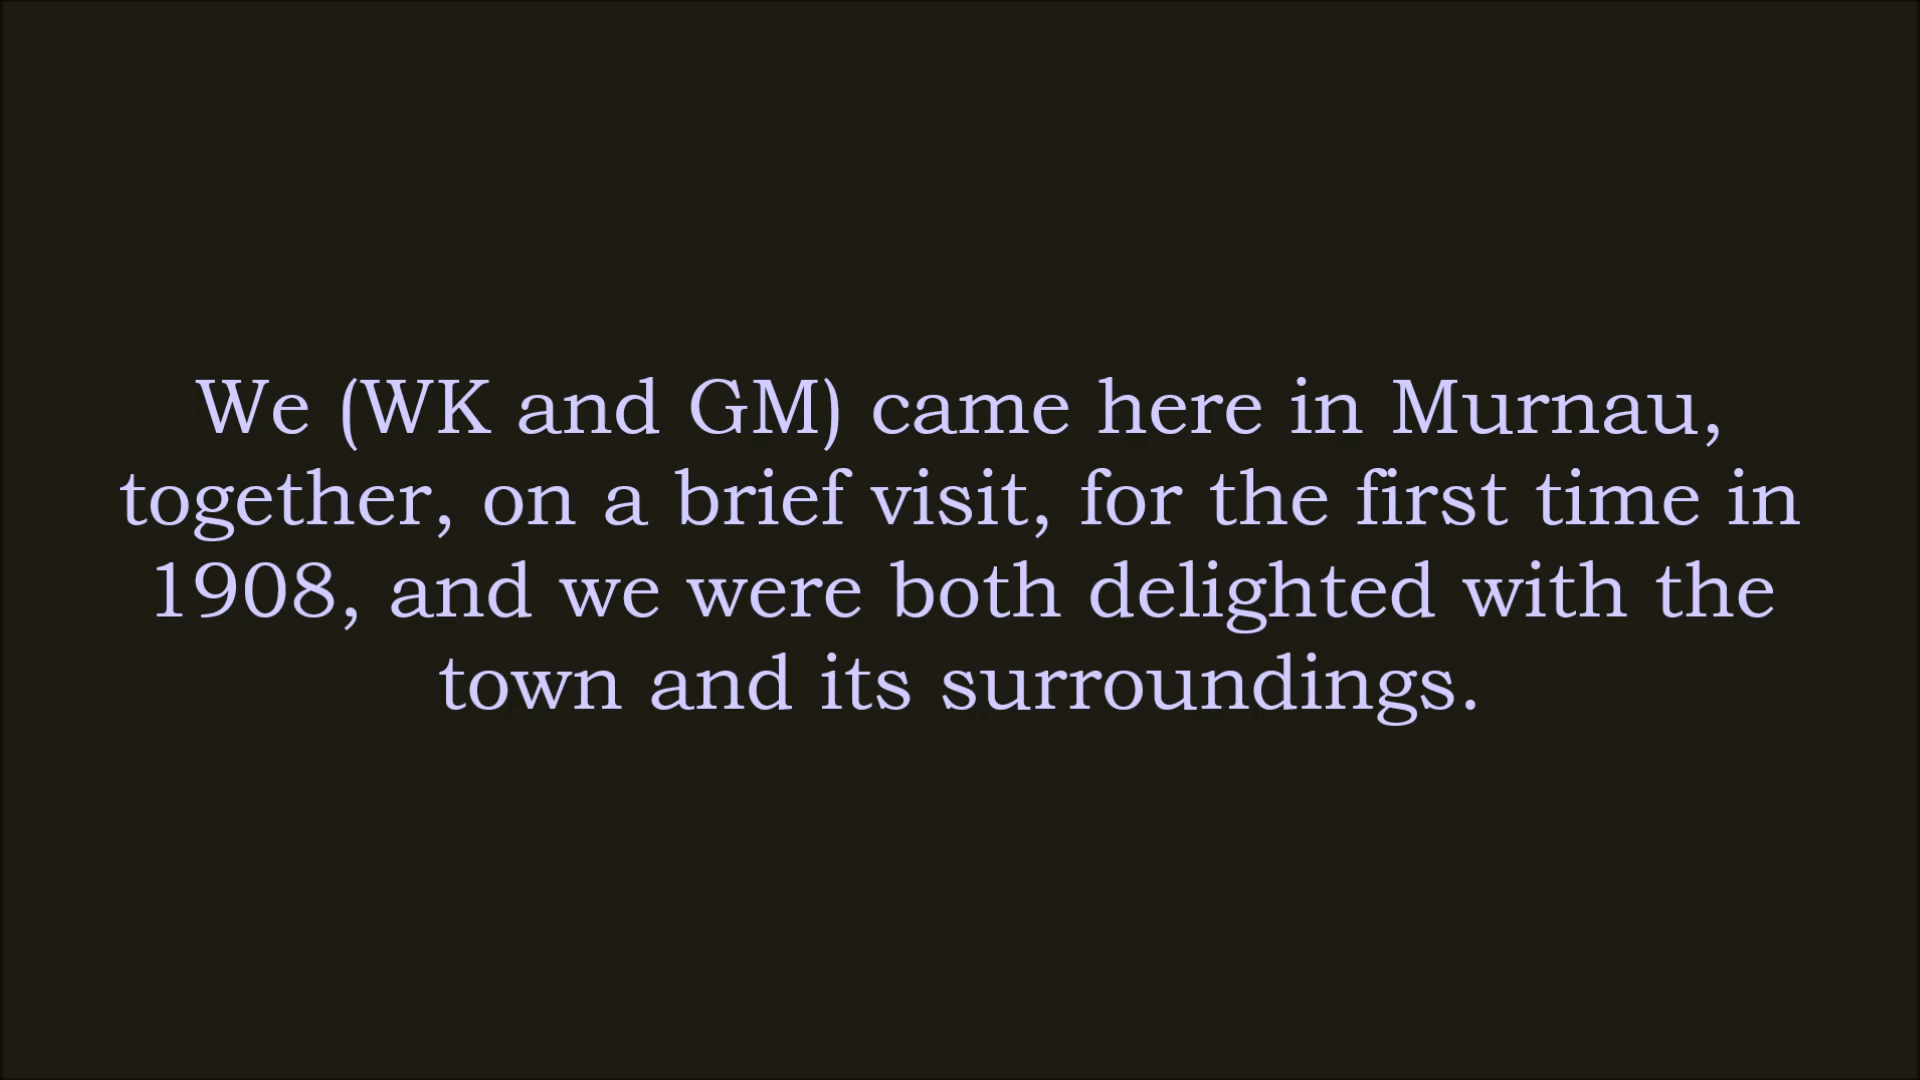 We (WK and GM) came here in Murnau,
together, on a brief visit, for the first time in
1908, and we were both delighted with the
town and its surroundings.